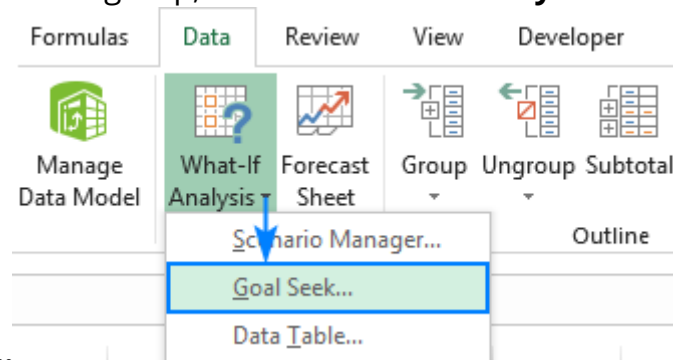 Formulas Data Review View Develop
Manage Data Model What-If Analysis Forecast Sheet Group Ungroup Subtotal
Outline
Scenario Manager...
Goal Seek...
Data Table...